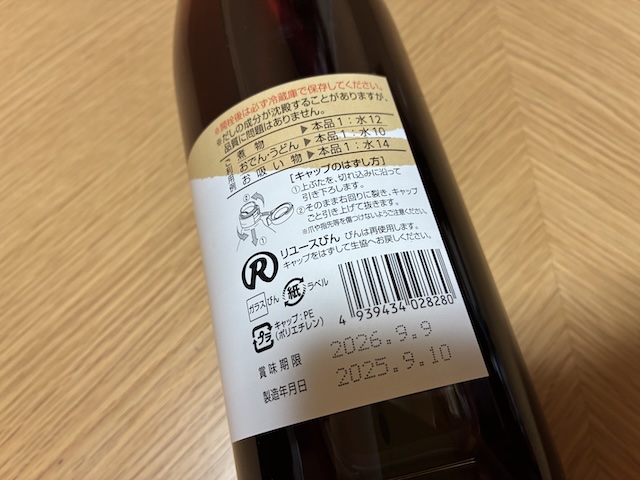 ※開栓後は必ず冷蔵庫で保存してください。
※だしの成分が沈殿することがありますが、
品質に問題はありません。
ご利用例
煮物▶本品1：水12
おでん・うどん▶本品1：水10
お吸い物▶本品1：水14
［キャップのはずし方］
①上ぶたを、切れ込みに沿って
引き下ろします。
②そのまま右回りに裂き、キャップ
ごと引き上げて抜きます。
※爪や指先等を傷つけないようご注意ください。
①
②
R
リユースびん びんは再使用します。
キャップをはずして生協へお戻しください。
ガラス びん
紙 ラベル
プラ
キャップ：PE
（ポリエチレン）
4 939434 028280
賞味期限 2026.9.9
製造年月日 2025.9.10